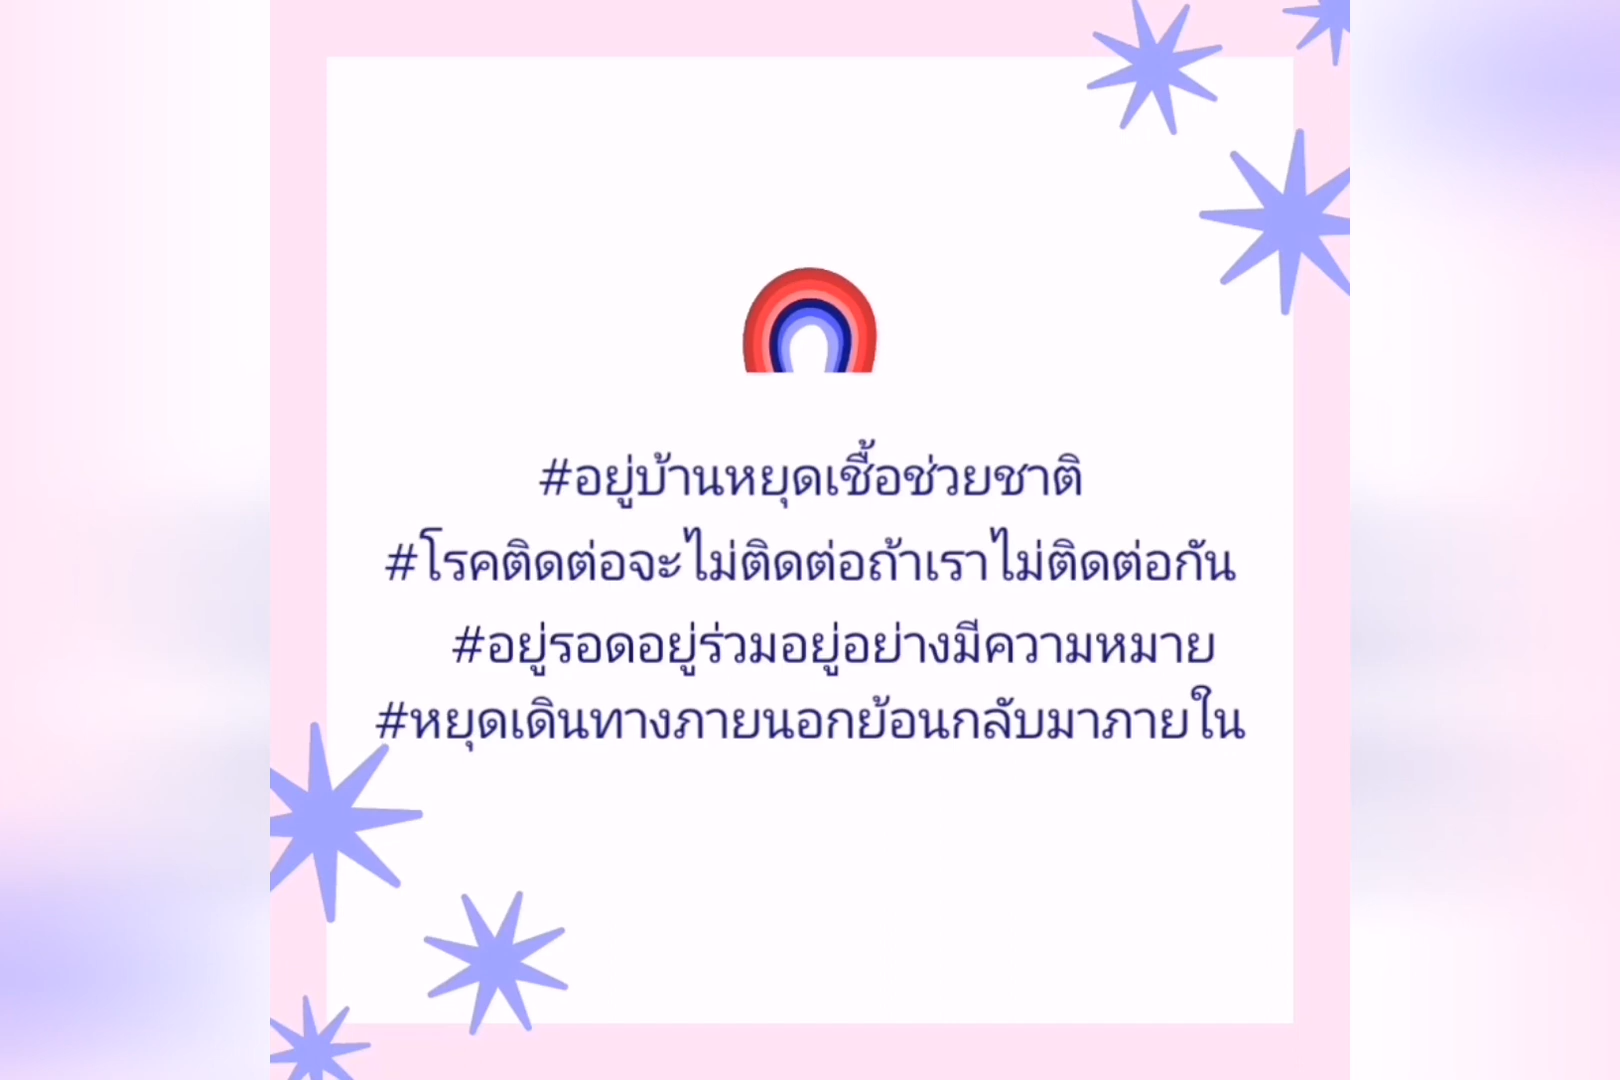 #อยู่บ้านหยุดเชื้อช่วยชาติ
#โรคติดต่อจะไม่ติดต่อถ้าเราไม่ติดต่อกัน
#อยู่รอดอยู่ร่วมอยู่อย่างมีความหมาย
#หยุดเดินทางภายนอกย้อนกลับมาภายใน